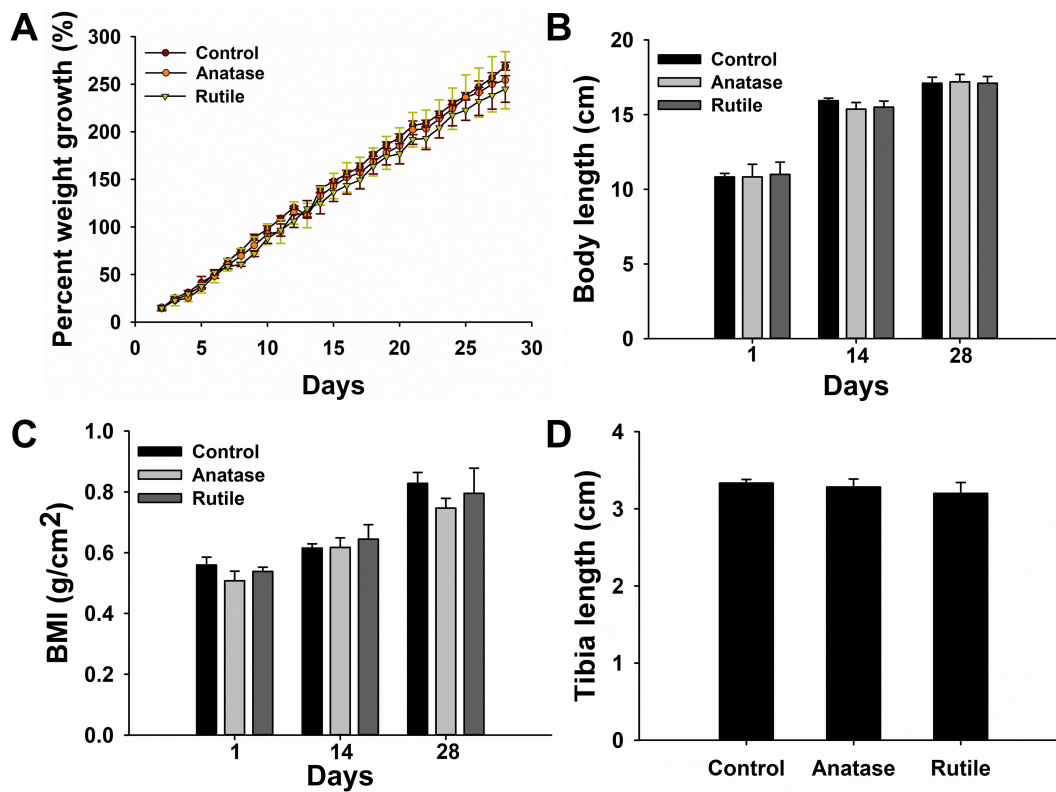 A
Percent weight growth (%)
300
250
200
150
100
50
0
Control
Anatase
Rutile
0 5 10 15 20 25 30
Days
B
Body length (cm)
20
15
10
5
0
Control
Anatase
Rutile
1 14 28
Days
C
BMI (g/cm2)
1.0
0.8
0.6
0.4
0.2
0.0
Control
Anatase
Rutile
1 14 28
Days
D
Tibia length (cm)
4
3
2
1
0
Control Anatase Rutile